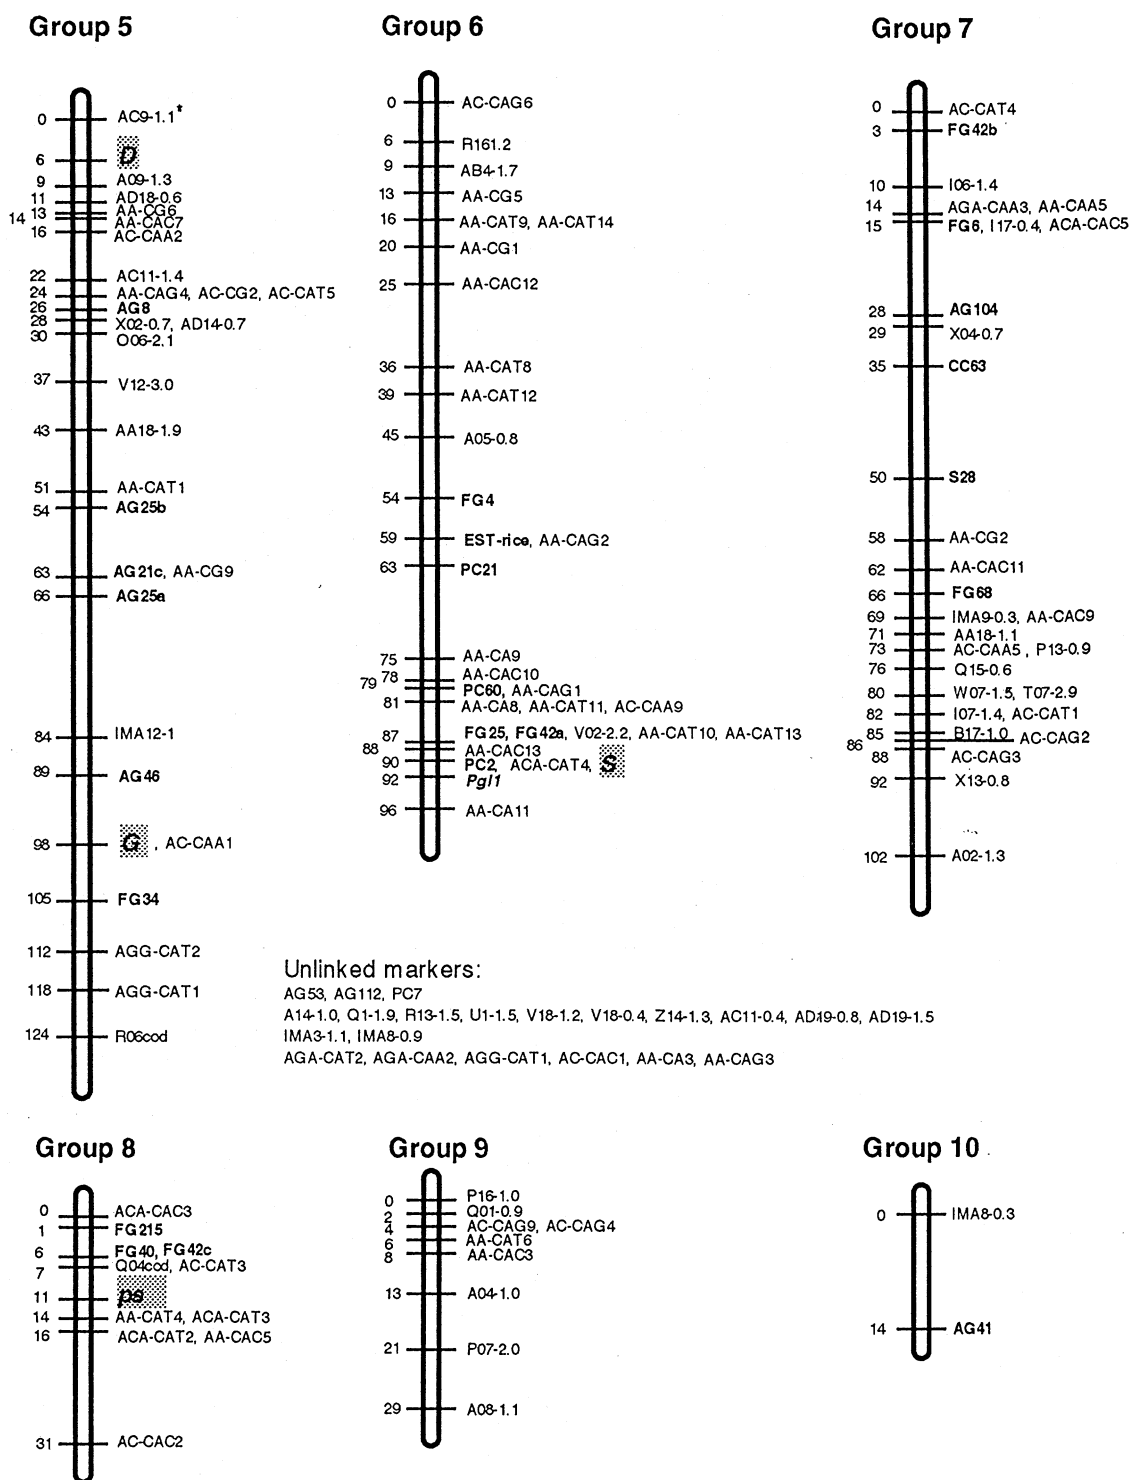 Group 5
0 AC9-1.1*
6 D
9 A09-1.3
11 AD18-0.6
13 AA-CG6
14 AA-CAC7
16 AC-CAA2
22 AC11-1.4
24 AA-CAG4, AC-CG2, AC-CAT5
26 AG8
28 X02-0.7, AD14-0.7
30 O06-2.1
37 V12-3.0
43 AA18-1.9
51 AA-CAT1
54 AG25b
63 AG21c, AA-CG9
66 AG25a
84 IMA12-1
89 AG46
98 G , AC-CAA1
105 FG34
112 AGG-CAT2
118 AGG-CAT1
124 R06cod
Group 6
0 AC-CAG6
6 R161.2
9 AB4-1.7
13 AA-CG5
16 AA-CAT9, AA-CAT14
20 AA-CG1
25 AA-CAC12
36 AA-CAT8
39 AA-CAT12
45 A05-0.8
54 FG4
59 EST-rice, AA-CAG2
63 PC21
75 AA-CA9
78 AA-CAC10
79 PC60, AA-CAG1
81 AA-CA8, AA-CAT11, AC-CAA9
87 FG25, FG42a, V02-2.2, AA-CAT10, AA-CAT13
88 AA-CAC13
90 PC2, ACA-CAT4, S
92 Pgl1
96 AA-CA11
Group 7
0 AC-CAT4
3 FG42b
10 I06-1.4
14 AGA-CAA3, AA-CAA5
15 FG6, I17-0.4, ACA-CAC5
28 AG104
29 X04-0.7
35 CC63
50 S28
58 AA-CG2
62 AA-CAC11
66 FG68
69 IMA9-0.3, AA-CAC9
71 AA18-1.1
73 AC-CAA5 , P13-0.9
76 Q15-0.6
80 W07-1.5, T07-2.9
82 I07-1.4, AC-CAT1
85 B17-1.0
86 AC-CAG2
88 AC-CAG3
92 X13-0.8
102 A02-1.3
Unlinked markers:
AG53, AG112, PC7
A14-1.0, Q1-1.9, R13-1.5, U1-1.5, V18-1.2, V18-0.4, Z14-1.3, AC11-0.4, AD19-0.8, AD19-1.5
IMA3-1.1, IMA8-0.9
AGA-CAT2, AGA-CAA2, AGG-CAT1, AC-CAC1, AA-CA3, AA-CAG3
Group 8
0 ACA-CAC3
1 FG215
6 FG40, FG42c
7 Q04cod, AC-CAT3
11 ps
14 AA-CAT4, ACA-CAT3
16 ACA-CAT2, AA-CAC5
31 AC-CAC2
Group 9
0 P16-1.0
2 Q01-0.9
4 AC-CAG9, AC-CAG4
6 AA-CAT6
8 AA-CAC3
13 A04-1.0
21 P07-2.0
29 A08-1.1
Group 10
0 IMA8-0.3
14 AG41